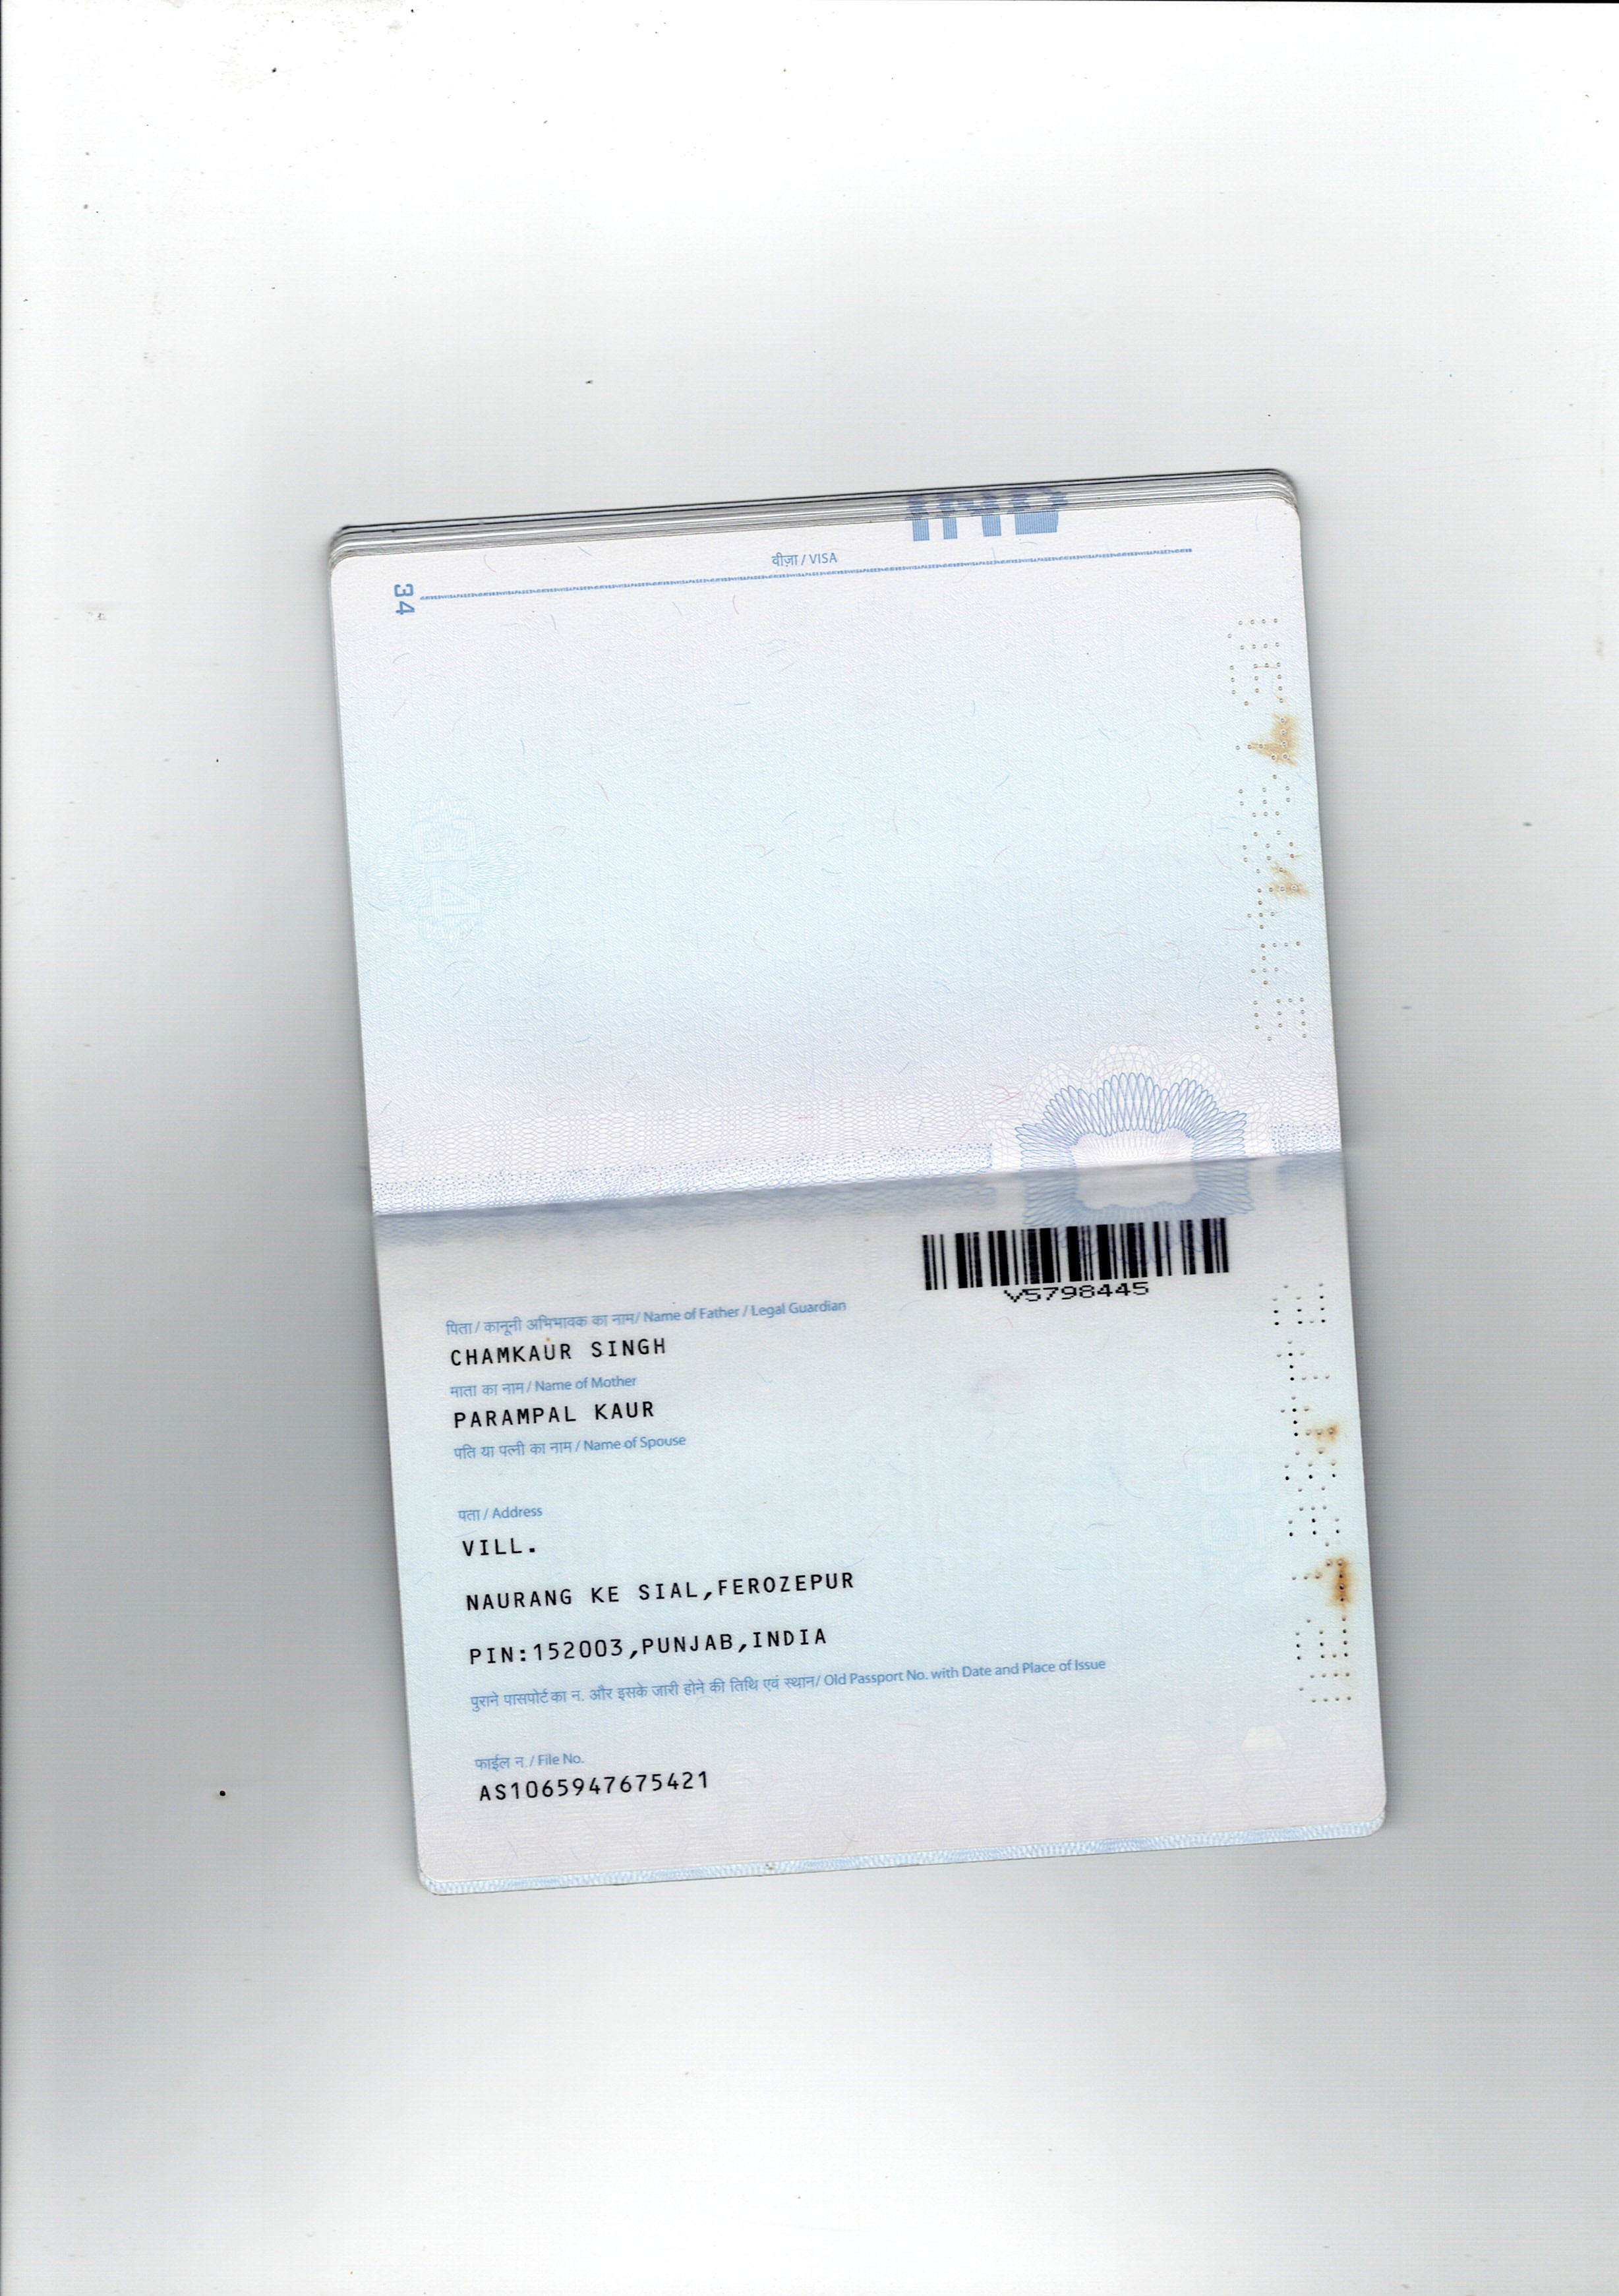 IND
वीज़ा / VISA
34
V5798445
पिता / कानूनी अभिभावक का नाम/ Name of Father / Legal Guardian
CHAMKAUR SINGH
माता का नाम / Name of Mother
PARAMPAL KAUR
पति या पत्नी का नाम / Name of Spouse
पता / Address
VILL.
NAURANG KE SIAL,FEROZEPUR
PIN:152003,PUNJAB,INDIA
पुराने पासपोर्ट का न. और इसके जारी होने की तिथि एवं स्थान/ Old Passport No. with Date and Place of Issue
फाईल न / File No.
AS1065947675421